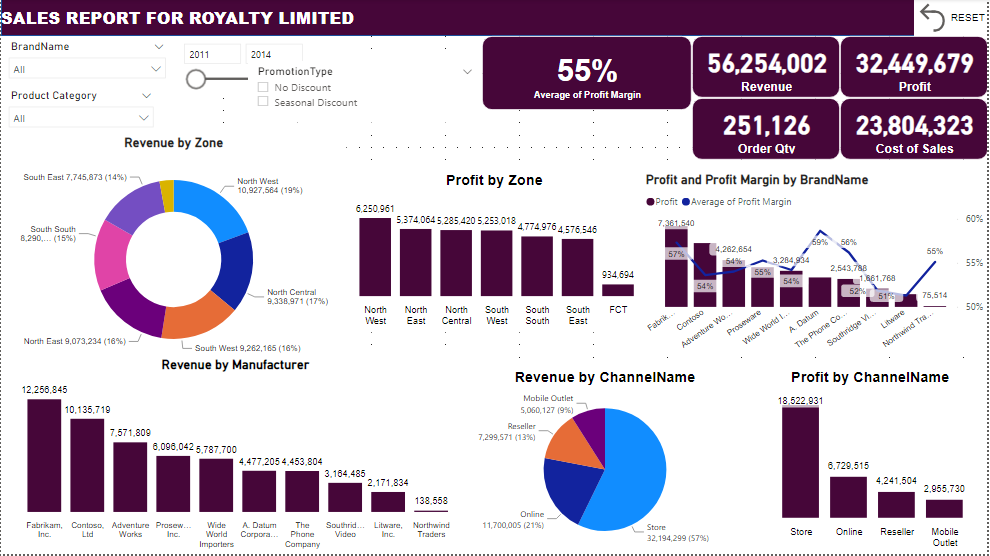 SALES REPORT FOR ROYALTY LIMITED
RESET
BrandName
All
Product Category
All
2011
2014
PromotionType
No Discount
Seasonal Discount
55%
Average of Profit Margin
56,254,002
Revenue
32,449,679
Profit
251,126
Order Qty
23,804,323
Cost of Sales
Revenue by Zone
South East 7,745,873 (14%)
North West
10,927,564 (19%)
South South
8,290,... (15%)
North Central
9,338,971 (17%)
North East 9,073,234 (16%)
South West 9,262,165 (16%)
Profit by Zone
6,250,961
5,374,064
5,285,420
5,253,018
4,774,976
4,576,546
934,694
North West
North East
North Central
South West
South South
South East
FCT
Profit and Profit Margin by BrandName
Profit
Average of Profit Margin
7,361,540
4,262,654
3,284,934
2,543,788
1,661,768
75,514
57%
54%
54%
55%
54%
59%
56%
52%
51%
55%
60%
55%
50%
Fabrik...
Contoso
Adventure Wo...
Proseware
Wide World I...
A. Datum
The Phone Co...
Southridge Vi...
Litware
Northwind Tra...
Revenue by Manufacturer
12,256,845
10,135,719
7,571,809
6,096,042
5,787,700
4,477,205
4,453,804
3,164,485
2,171,834
138,558
Fabrikam, Inc.
Contoso, Ltd
Adventure Works
Prosew... Inc.
Wide World Importers
A. Datum Corpora...
The Phone Company
Southrid... Video
Litware, Inc.
Northwind Traders
Revenue by ChannelName
Mobile Outlet
5,060,127 (9%)
Reseller
7,299,571 (13%)
Online
11,700,005 (21%)
Store
32,194,299 (57%)
Profit by ChannelName
18,522,931
6,729,515
4,241,504
2,955,730
Store
Online
Reseller
Mobile Outlet